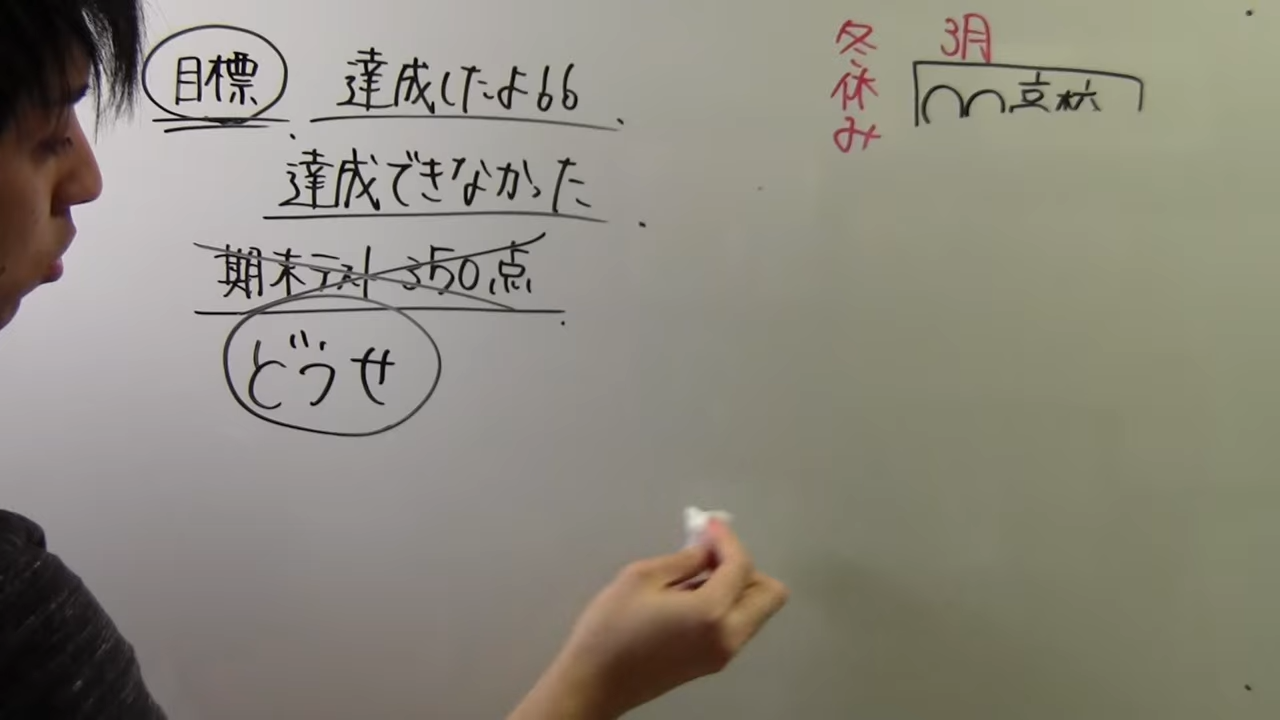 目標 達成したよ66
達成できなかった
期末テスト 350点
どうせ
冬休み
3月
立校